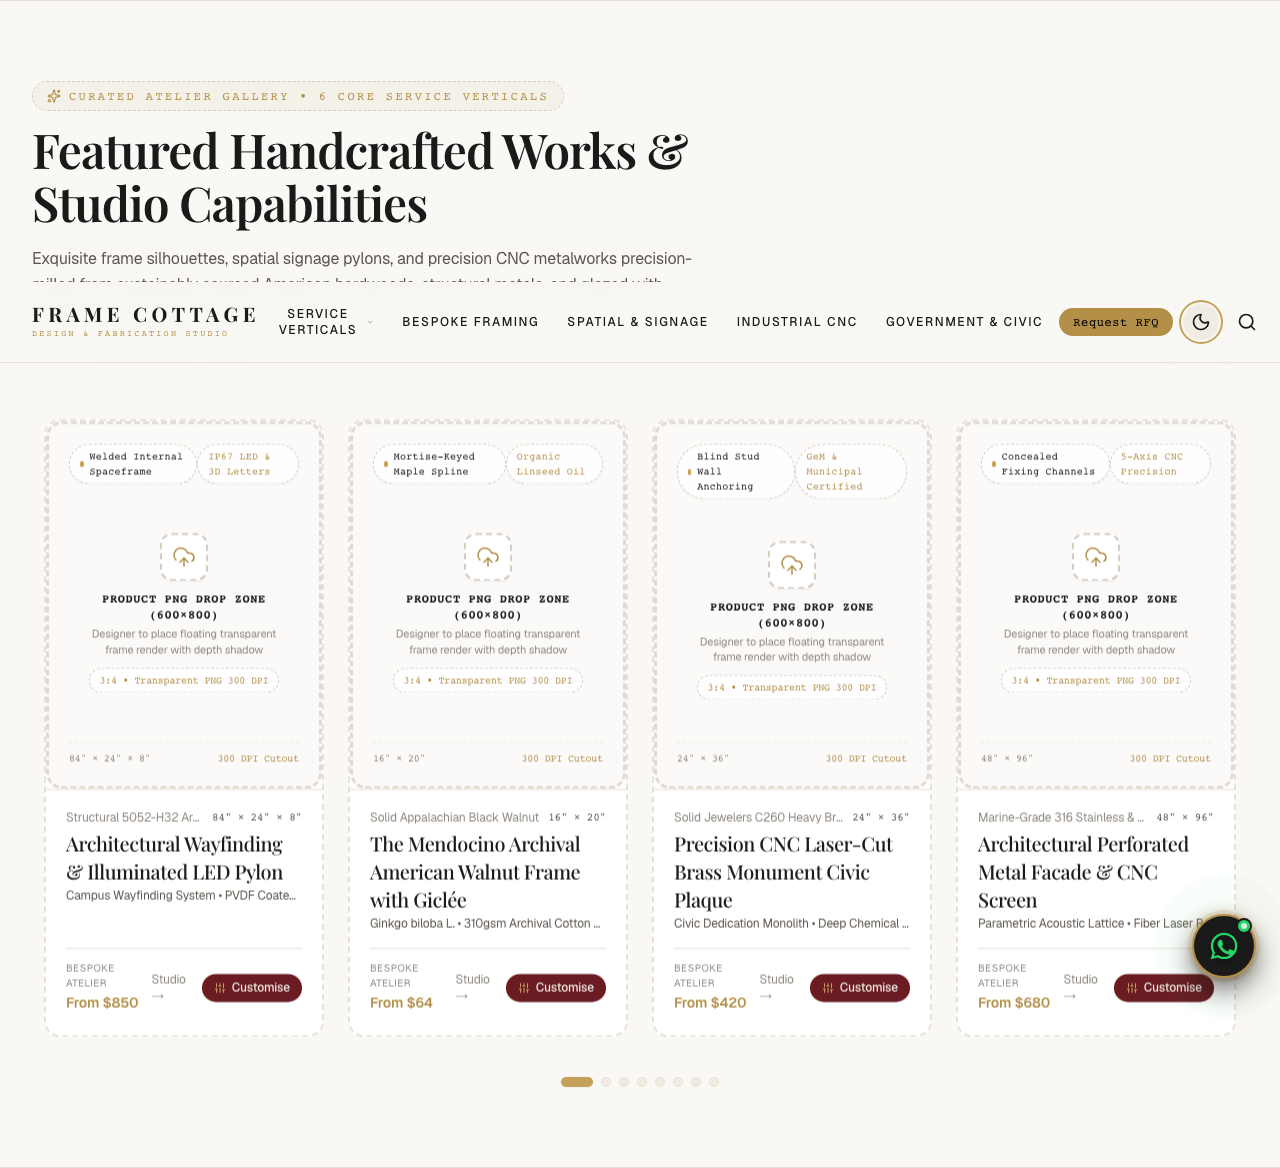 CURATED ATELIER GALLERY • 6 CORE SERVICE VERTICALS
Featured Handcrafted Works &
Studio Capabilities
Exquisite frame silhouettes, spatial signage pylons, and precision CNC metalworks precision-
milled from sustainably sourced American hardwoods, structural metals, and glazed with
FRAME COTTAGE
DESIGN & FABRICATION STUDIO
SERVICE
VERTICALS
BESPOKE FRAMING
SPATIAL & SIGNAGE
INDUSTRIAL CNC
GOVERNMENT & CIVIC
Request RFQ
Welded Internal
Spaceframe
IP67 LED &
3D Letters
PRODUCT PNG DROP ZONE
(600×800)
Designer to place floating transparent
frame render with depth shadow
3:4 • Transparent PNG 300 DPI
84" × 24" × 8"
300 DPI Cutout
Structural 5052-H32 Ar...
84" × 24" × 8"
Architectural Wayfinding
& Illuminated LED Pylon
Campus Wayfinding System • PVDF Coate...
BESPOKE
ATELIER
From $850
Studio
→
Customise
Mortise-Keyed
Maple Spline
Organic
Linseed Oil
PRODUCT PNG DROP ZONE
(600×800)
Designer to place floating transparent
frame render with depth shadow
3:4 • Transparent PNG 300 DPI
16" × 20"
300 DPI Cutout
Solid Appalachian Black Walnut
16" × 20"
The Mendocino Archival
American Walnut Frame
with Giclée
Ginkgo biloba L. • 310gsm Archival Cotton ...
BESPOKE
ATELIER
From $64
Studio
→
Customise
Blind Stud
Wall
Anchoring
GeM &
Municipal
Certified
PRODUCT PNG DROP ZONE
(600×800)
Designer to place floating transparent
frame render with depth shadow
3:4 • Transparent PNG 300 DPI
24" × 36"
300 DPI Cutout
Solid Jewelers C260 Heavy Br...
24" × 36"
Precision CNC Laser-Cut
Brass Monument Civic
Plaque
Civic Dedication Monolith • Deep Chemical ...
BESPOKE
ATELIER
From $420
Studio
→
Customise
Concealed
Fixing Channels
5-Axis CNC
Precision
PRODUCT PNG DROP ZONE
(600×800)
Designer to place floating transparent
frame render with depth shadow
3:4 • Transparent PNG 300 DPI
48" × 96"
300 DPI Cutout
Marine-Grade 316 Stainless & ...
48" × 96"
Architectural Perforated
Metal Facade & CNC
Screen
Parametric Acoustic Lattice • Fiber Laser
BESPOKE
ATELIER
From $680
Studio
→
Customise